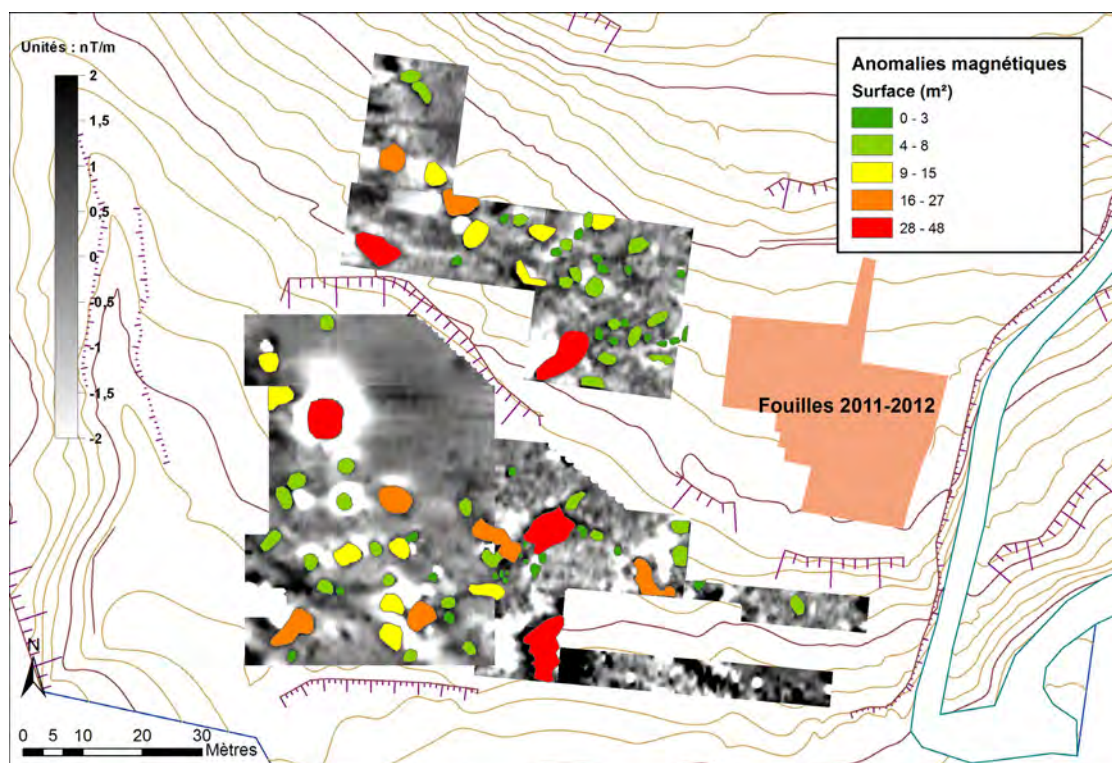 Unités : nT/m
2
1,5
1
0,5
0
-0,5
-1
-1,5
-2
Anomalies magnétiques
Surface (m²)
0 - 3
4 - 8
9 - 15
16 - 27
28 - 48
Fouilles 2011-2012
N
0 5 10 20 30
Mètres